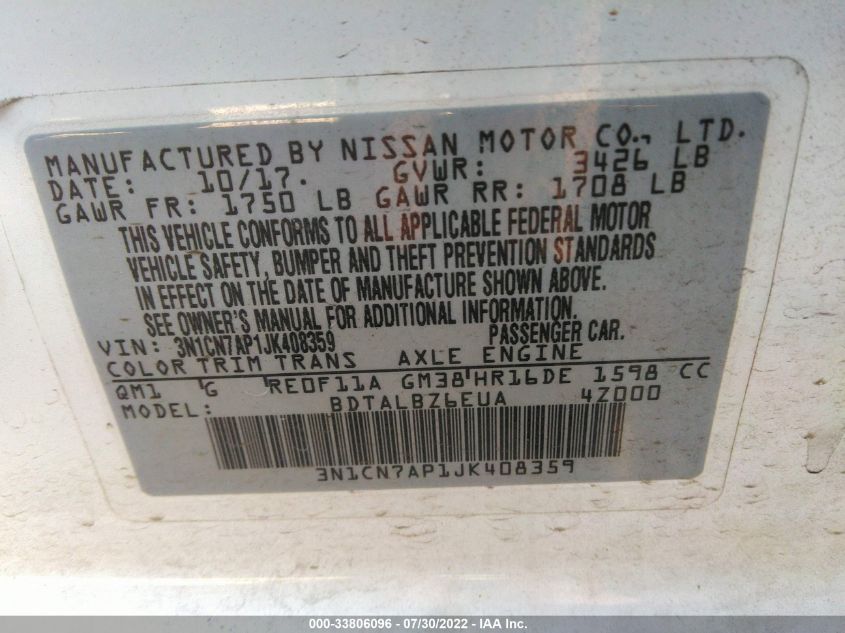 MANUFACTURED BY NISSAN MOTOR CO., LTD.
DATE: 10/17. GVWR: 3426 LB
GAWR FR: 1750 LB GAWR RR: 1708 LB
THIS VEHICLE CONFORMS TO ALL APPLICABLE FEDERAL MOTOR
VEHICLE SAFETY, BUMPER AND THEFT PREVENTION STANDARDS
IN EFFECT ON THE DATE OF MANUFACTURE SHOWN ABOVE.
SEE OWNER'S MANUAL FOR ADDITIONAL INFORMATION.
VIN: 3N1CN7AP1JK408359 PASSENGER CAR.
COLOR TRIM TRANS AXLE ENGINE
QM1 G RE0F11A GM38 HR16DE 1598 CC
MODEL: BDTALBZ6EUA 4Z000
3N1CN7AP1JK408359
000-33806096 - 07/30/2022 - IAA Inc.